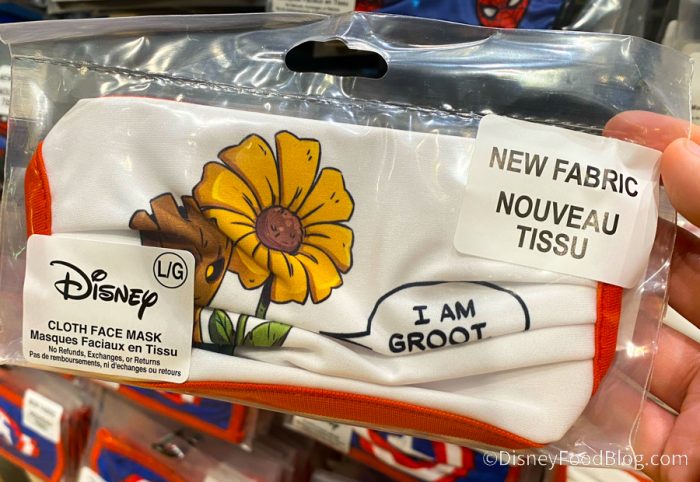 NEW FABRIC
NOUVEAU
TISSU
I AM
GROOT
Disney
L/G
CLOTH FACE MASK
Masques Faciaux en Tissu
No Refunds, Exchanges, or Returns
Pas de remboursements, ni d'echanges ou retours
©DisneyFoodBlog.com